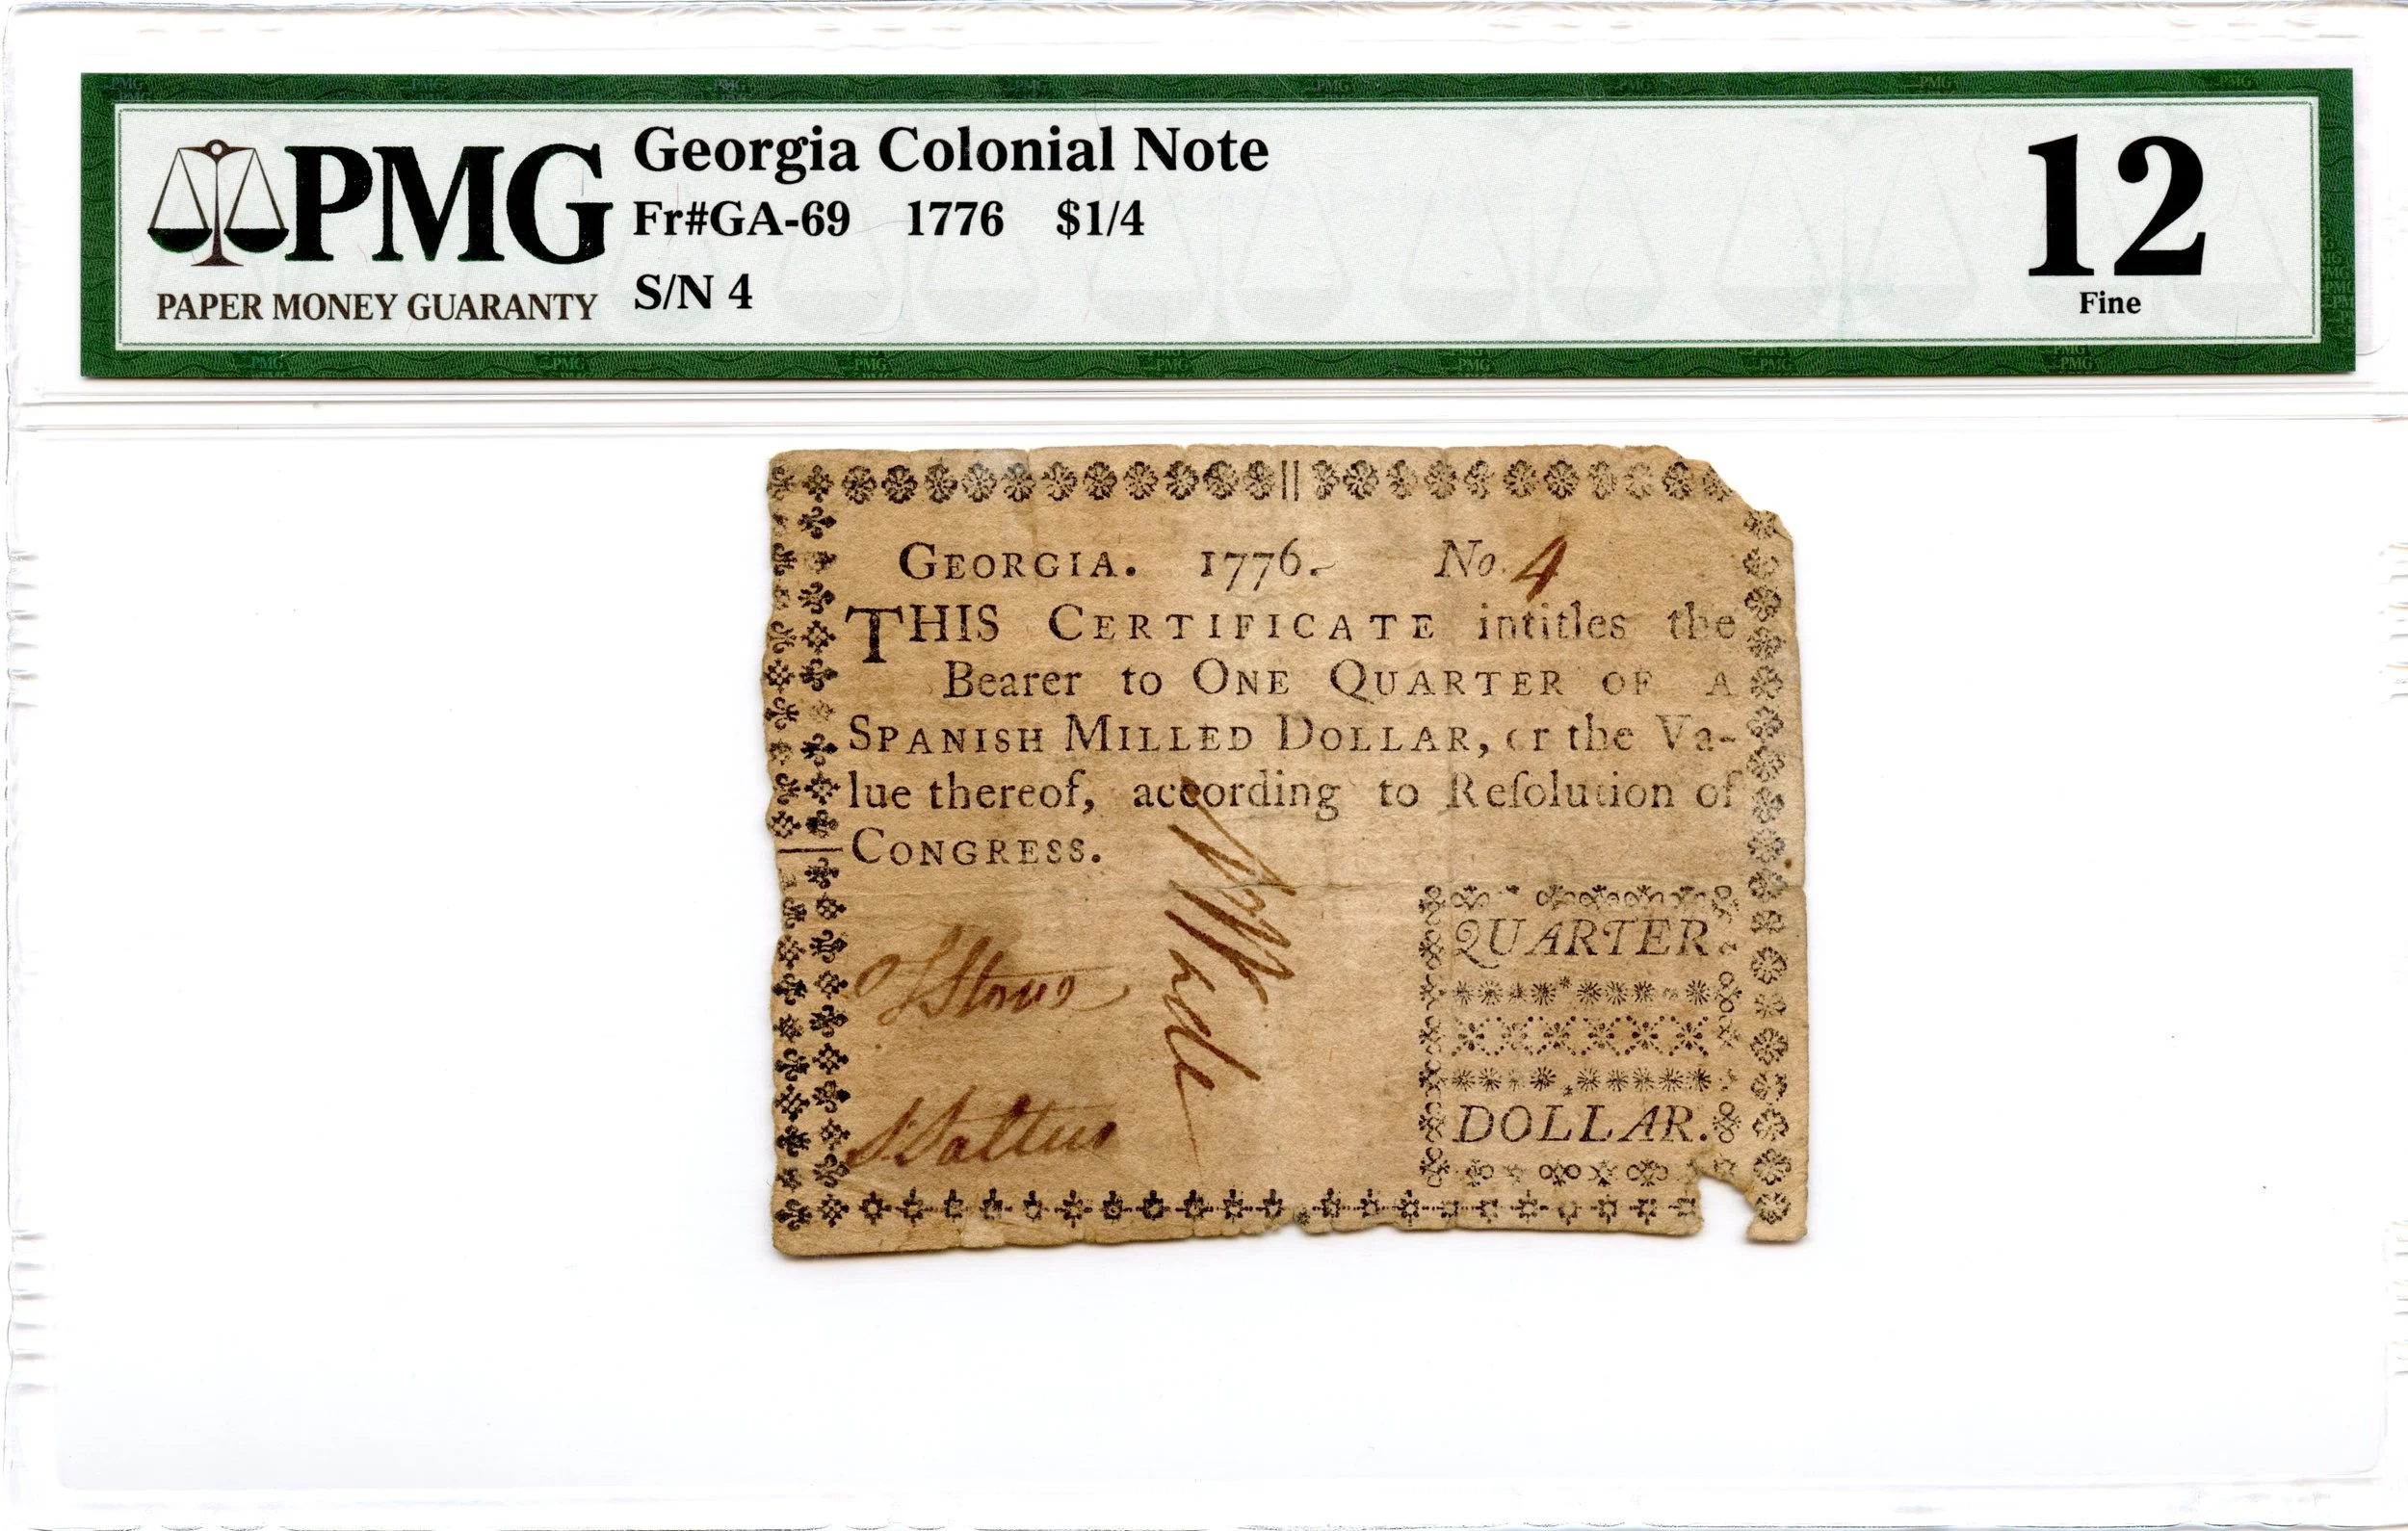 PMG
PAPER MONEY GUARANTY
Georgia Colonial Note
Fr#GA-69 1776 $1/4
S/N 4
12
Fine
GEORGIA. 1776. No. 4
THIS CERTIFICATE intitles the
Bearer to ONE QUARTER OF A
SPANISH MILLED DOLLAR, or the Va-
lue thereof, according to Reſolution of
CONGRESS.
QUARTER
DOLLAR.